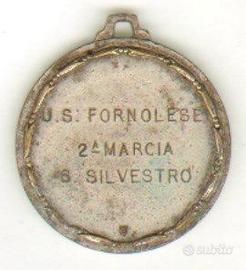 U.S. FORNOLESE
2ª MARCIA
S. SILVESTRO
subito